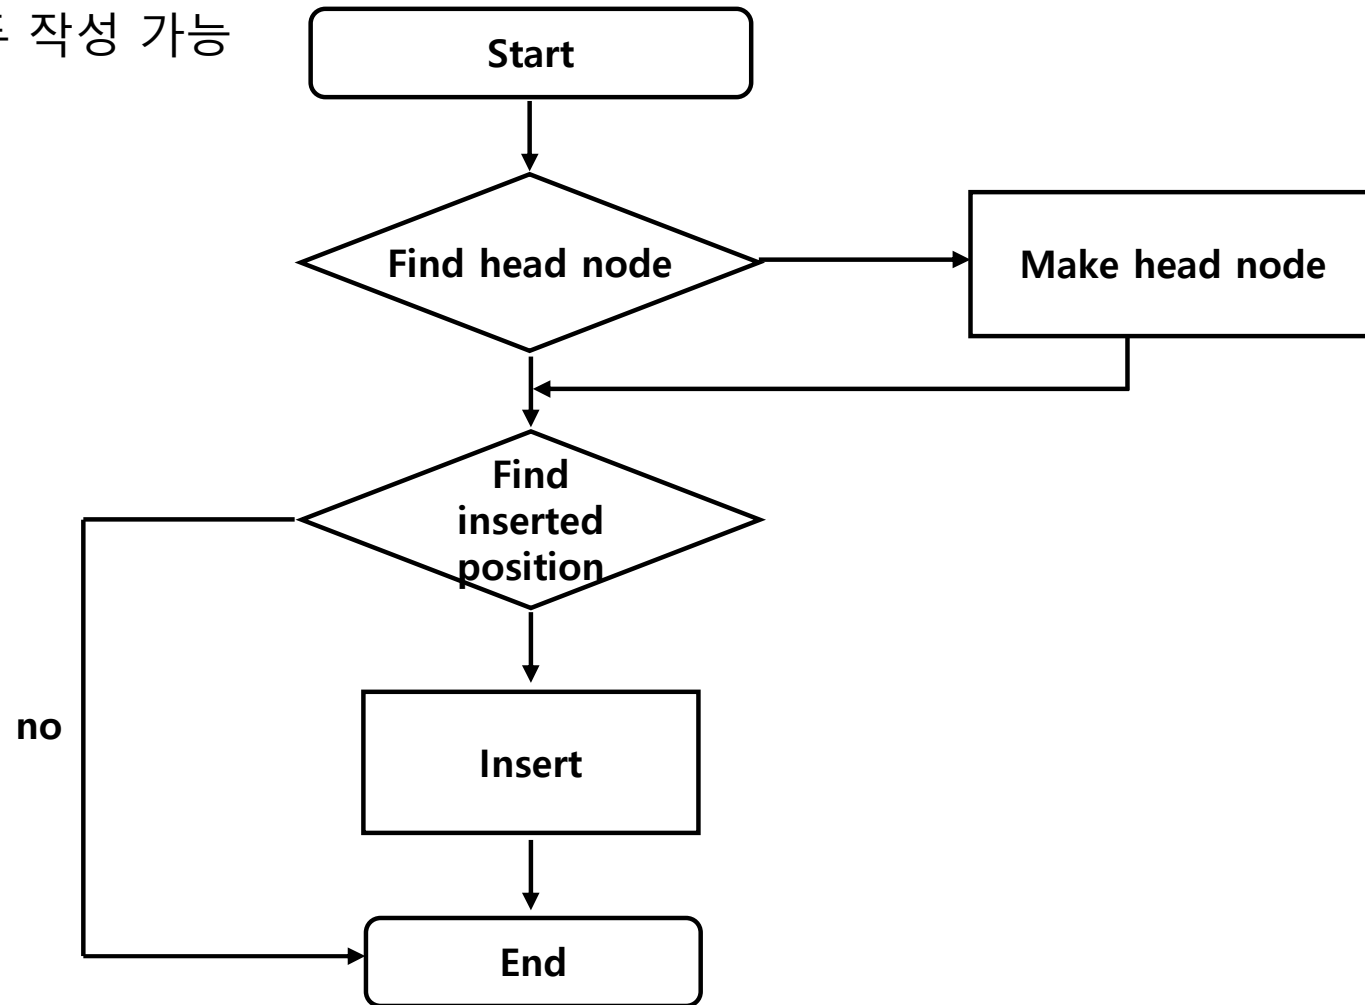 작성 가능
Start
Find head node
Make head node
Find
inserted
position
no
Insert
End